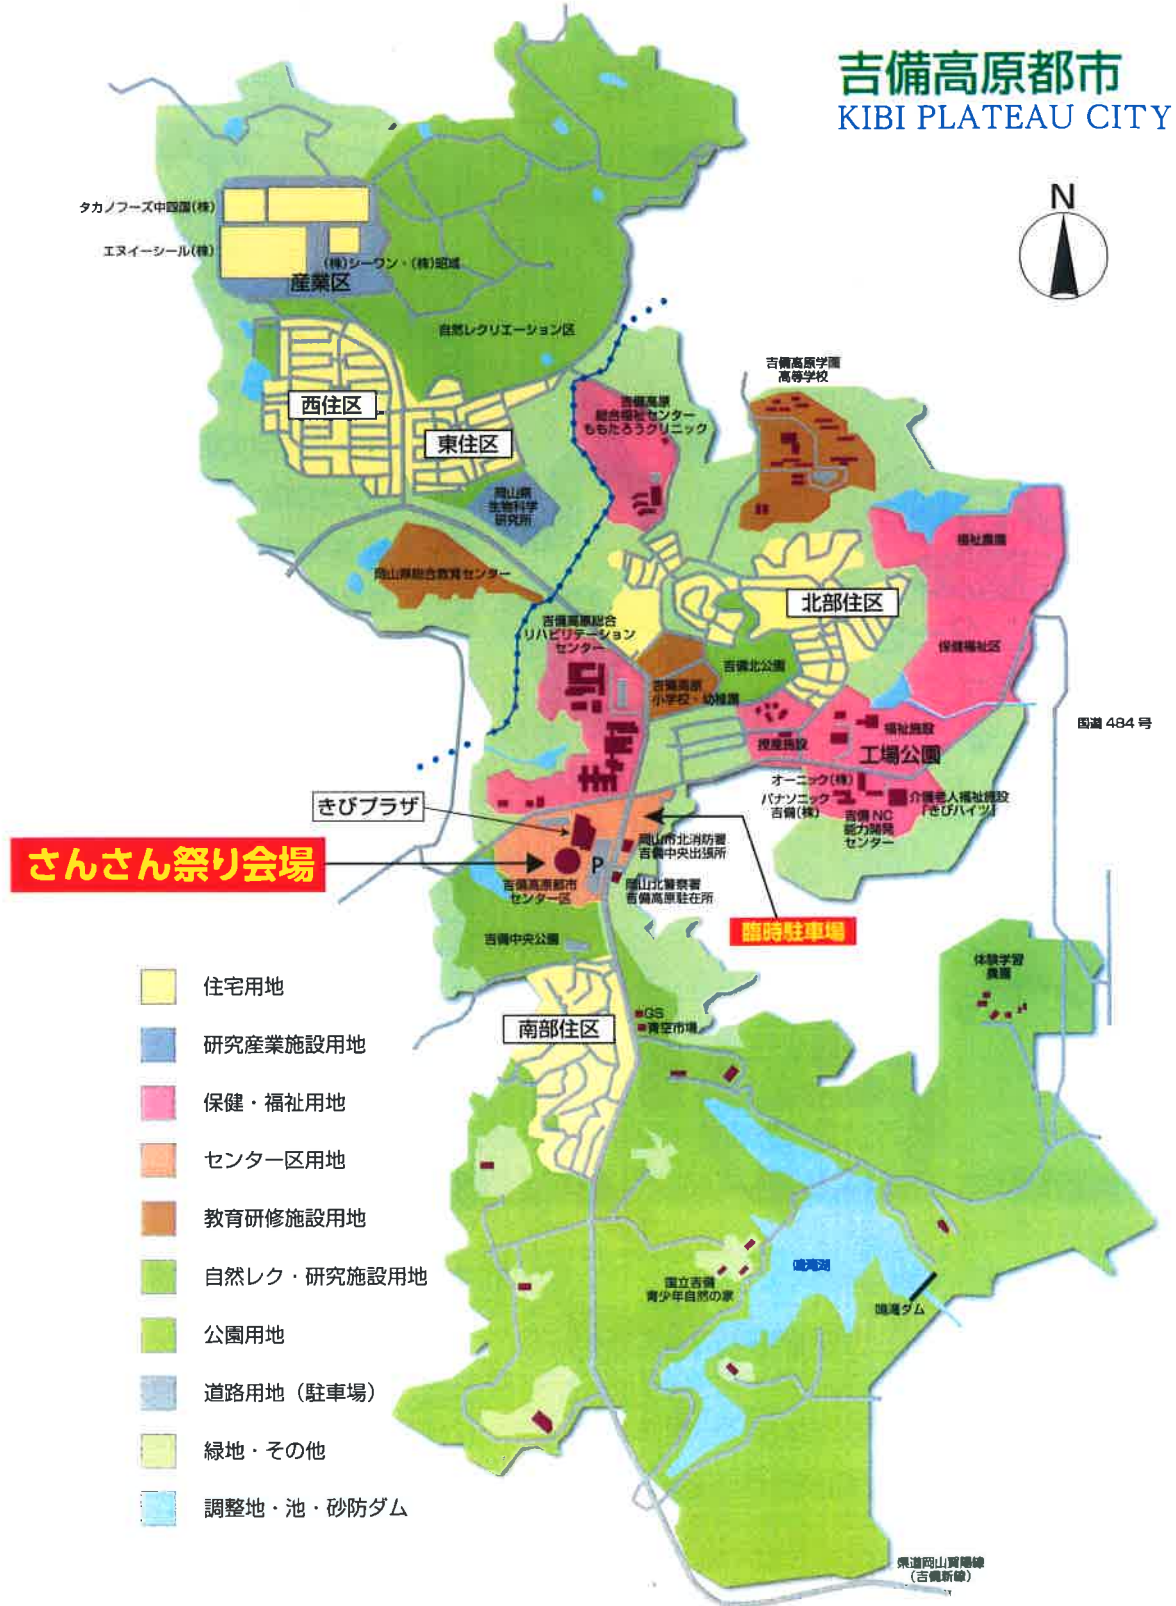 吉備高原都市
KIBI PLATEAU CITY
N
タカノフーズ中四国(株)
エヌイーシール(株)
(株)シーワン・(株)昭成
産業区
自然レクリエーション区
吉備高原学園
高等学校
西住区
東住区
吉備高原
総合福祉センター
ももたろうクリニック
岡山県
生物科学
研究所
福祉農園
岡山県総合教育センター
北部住区
吉備高原総合
リハビリテーション
センター
保健福祉区
吉備北公園
吉備高原
小学校・幼稚園
国道 484 号
福祉施設
授産施設
工場公園
オーニック(株)
パナソニック
吉備(株)
介護老人福祉施設
「きびハイツ」
吉備 NC
能力開発
センター
きびプラザ
岡山市北消防署
吉備中央出張所
さんさん祭り会場
P
吉備高原都市
センター区
岡山北警察署
吉備高原駐在所
臨時駐車場
吉備中央公園
体験学習
農園
南部住区
GS
青空市場
鳴滝湖
国立吉備
青少年自然の家
鳴滝ダム
住宅用地
研究産業施設用地
保健・福祉用地
センター区用地
教育研修施設用地
自然レク・研究施設用地
公園用地
道路用地（駐車場）
緑地・その他
調整地・池・砂防ダム
県道岡山賀陽線
(吉備新線)